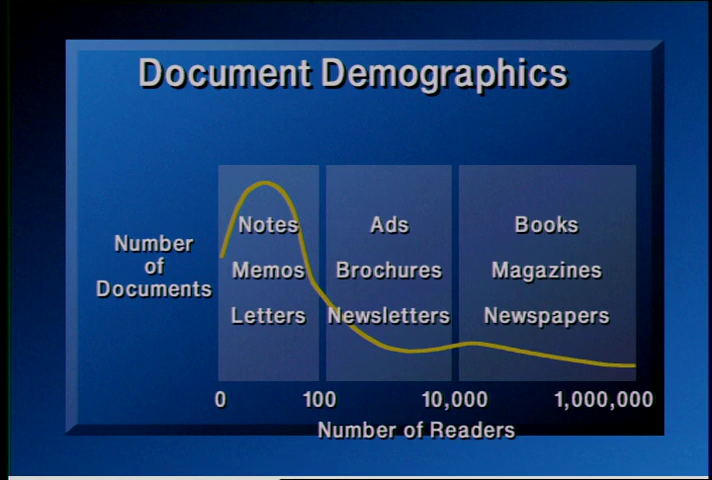 Document Demographics
Notes Ads Books
Number
of
Documents
Memos Brochures Magazines
Letters Newsletters Newspapers
0 100 10,000 1,000,000
Number of Readers